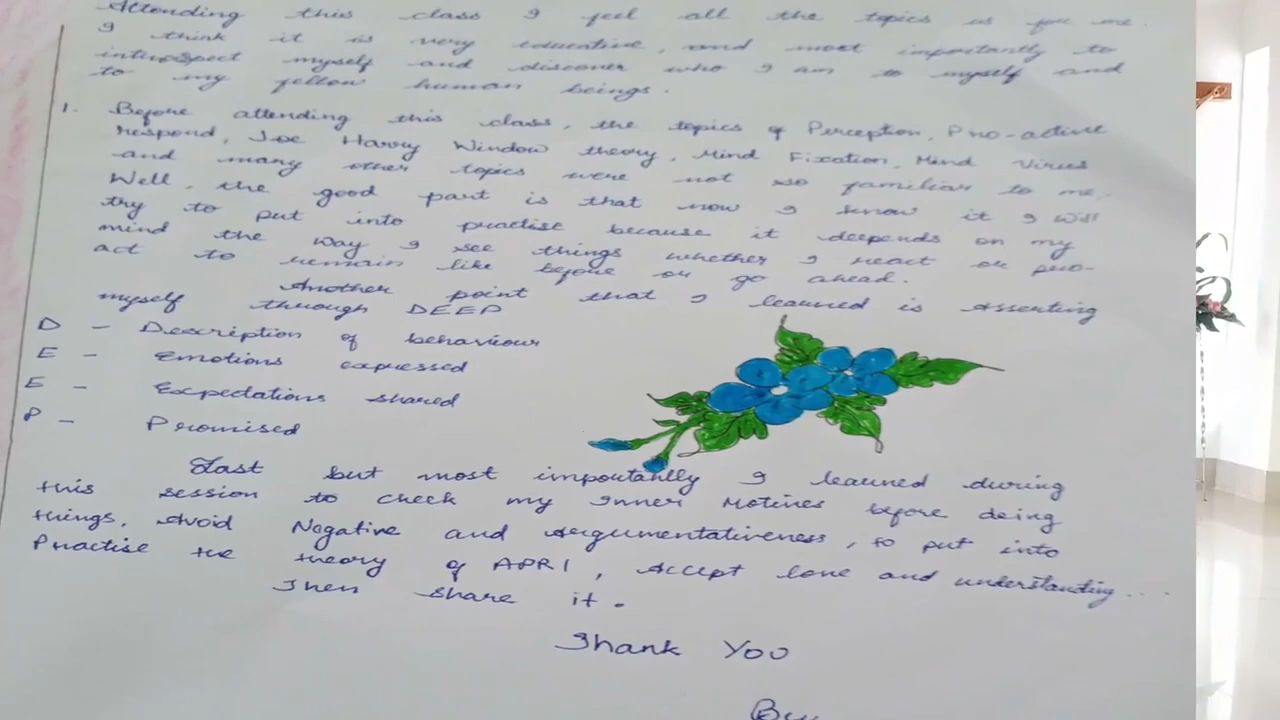 Attending this class I feel all the topics is for me.
I think it is very educative, and most importantly to
introspect myself and discover who I am to myself and
to my fellow human beings.
1. Before attending this class, the topics of Perception, Pro-active
respond, Joe Harry Window theory, Mind Fixation, Mind Virus
and many other topics were not so familiar to me.
Well, the good part is that now I know it I will
try to put into practise because it deepends on my
mind the way I see things whether I react or pro-
act to remain like before or go ahead.
Another point that I learned is Asserting
myself through DEEP
D - Description of behaviour
E - Emotions expressed
E - Expectations shared
P - Promised
Last but most importantly I learned during
this session to check my Inner Motives before doing
things, Avoid Negative and Argumentativeness, to put into
Practise the theory of APRI, Accept love and understanding...
Then share it.
Thank You
By